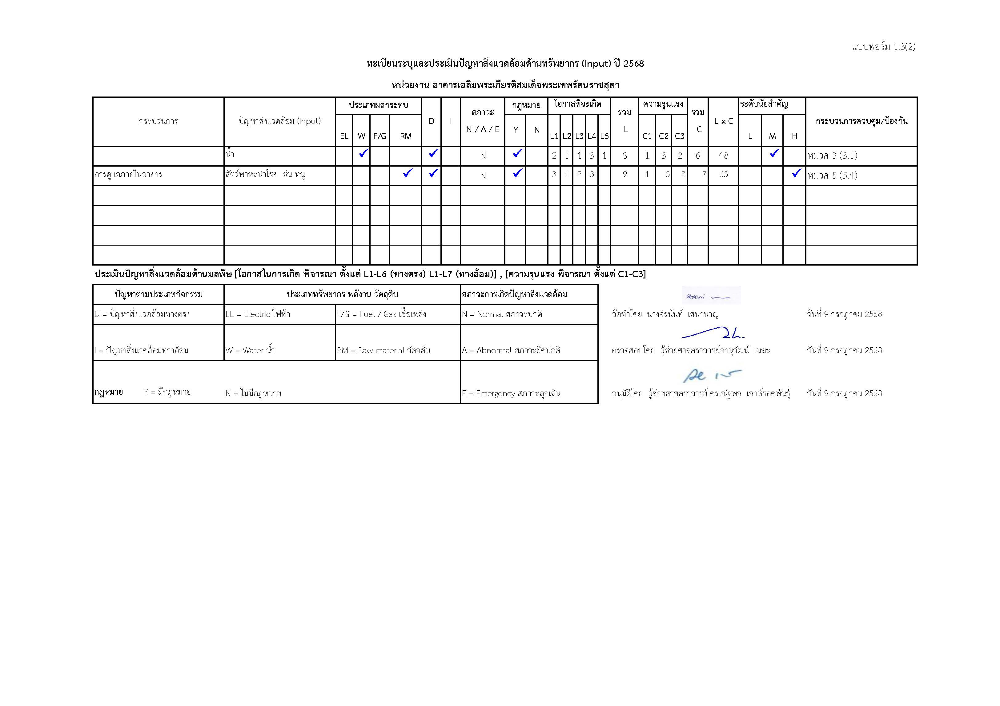 แบบฟอร์ม 1.3(2)
ทะเบียนระบุและประเมินปัญหาสิ่งแวดล้อมด้านทรัพยากร (Input) ปี 2568
หน่วยงาน อาคารเฉลิมพระเกียรติสมเด็จพระเทพรัตนราชสุดา
กระบวนการ ปัญหาสิ่งแวดล้อม (Input) ประเภทผลกระทบ D I สภาวะ N / A / E กฎหมาย โอกาสที่จะเกิด รวม L ความรุนแรง รวม C L x C ระดับนัยสำคัญ กระบวนการควบคุม/ป้องกัน
EL W F/G RM Y N L1 L2 L3 L4 L5 C1 C2 C3 L M H
น้ำ ✓ ✓ N ✓ 2 1 1 3 1 8 1 3 2 6 48 ✓ หมวด 3 (3.1)
การดูแลภายในอาคาร สัตว์พาหะนำโรค เช่น หนู ✓ ✓ N ✓ 3 1 2 3 9 1 3 3 7 63 ✓ หมวด 5 (5.4)
ประเมินปัญหาสิ่งแวดล้อมด้านมลพิษ [โอกาสในการเกิด พิจารณา ตั้งแต่ L1-L6 (ทางตรง) L1-L7 (ทางอ้อม)] , [ความรุนแรง พิจารณา ตั้งแต่ C1-C3]
ปัญหาตามประเภทกิจกรรม ประเภททรัพยากร พลังงาน วัตถุดิบ สภาวะการเกิดปัญหาสิ่งแวดล้อม
จิรนันท์
D = ปัญหาสิ่งแวดล้อมทางตรง EL = Electric ไฟฟ้า F/G = Fuel / Gas เชื้อเพลิง N = Normal สภาวะปกติ จัดทำโดย นางจิรนันท์ เสนานาญ วันที่ 9 กรกฎาคม 2568
I = ปัญหาสิ่งแวดล้อมทางอ้อม W = Water น้ำ RM = Raw material วัตถุดิบ A = Abnormal สภาวะผิดปกติ ตรวจสอบโดย ผู้ช่วยศาสตราจารย์ภานุวัฒน์ เมฆะ วันที่ 9 กรกฎาคม 2568
กฎหมาย Y = มีกฎหมาย N = ไม่มีกฎหมาย E = Emergency สภาวะฉุกเฉิน อนุมัติโดย ผู้ช่วยศาสตราจารย์ ดร.ณัฐพล เลาห์รอดพันธุ์ วันที่ 9 กรกฎาคม 2568